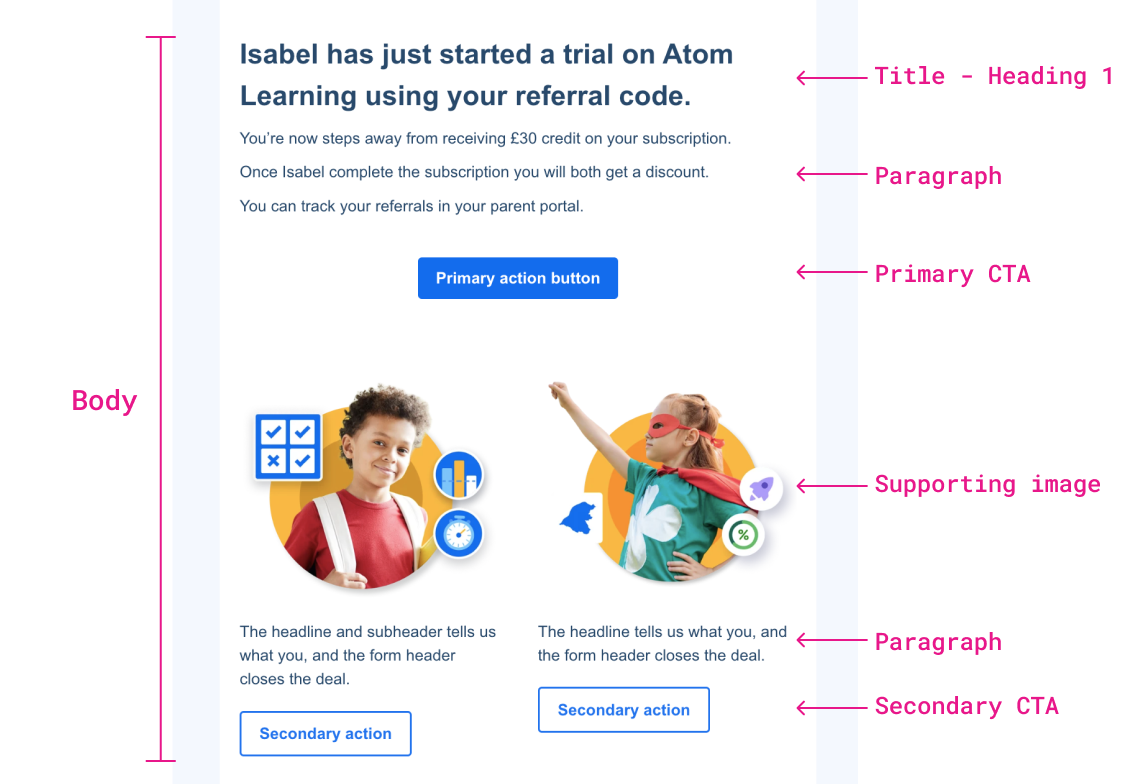 Isabel has just started a trial on Atom
Learning using your referral code.
Title - Heading 1
You’re now steps away from receiving £30 credit on your subscription.
Once Isabel complete the subscription you will both get a discount.
Paragraph
You can track your referrals in your parent portal.
Primary action button
Primary CTA
Body
Supporting image
%
The headline and subheader tells us
what you, and the form header
closes the deal.
The headline tells us what you, and
the form header closes the deal.
Paragraph
Secondary action
Secondary action
Secondary CTA